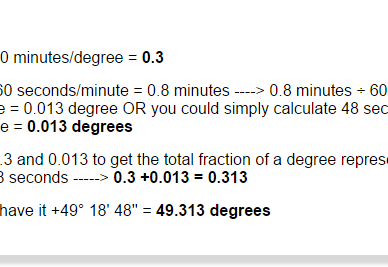 0 minutes/degree = 0.3
60 seconds/minute = 0.8 minutes ----> 0.8 minutes ÷ 60
e = 0.013 degree OR you could simply calculate 48 sec
e = 0.013 degrees
.3 and 0.013 to get the total fraction of a degree repres
8 seconds -----> 0.3 +0.013 = 0.313
have it +49° 18' 48" = 49.313 degrees